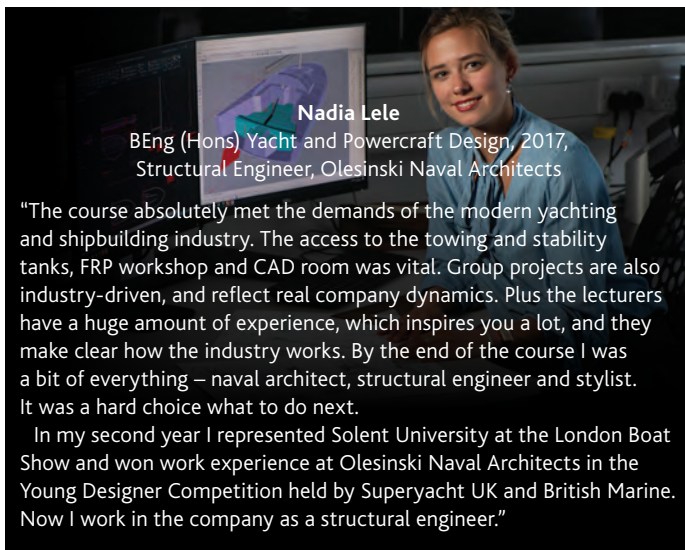 Nadia Lele
BEng (Hons) Yacht and Powercraft Design, 2017,
Structural Engineer, Olesinski Naval Architects
“The course absolutely met the demands of the modern yachting
and shipbuilding industry. The access to the towing and stability
tanks, FRP workshop and CAD room was vital. Group projects are also
industry-driven, and reflect real company dynamics. Plus the lecturers
have a huge amount of experience, which inspires you a lot, and they
make clear how the industry works. By the end of the course I was
a bit of everything – naval architect, structural engineer and stylist.
It was a hard choice what to do next.
In my second year I represented Solent University at the London Boat
Show and won work experience at Olesinski Naval Architects in the
Young Designer Competition held by Superyacht UK and British Marine.
Now I work in the company as a structural engineer.”